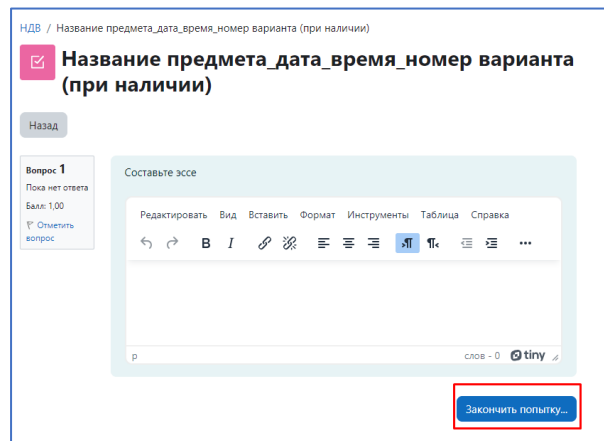 НДВ / Название предмета_дата_время_номер варианта (при наличии)
Название предмета_дата_время_номер варианта
(при наличии)
Назад
Вопрос 1
Пока нет ответа
Балл: 1,00
Отметить
вопрос
Составьте эссе
Редактировать Вид Вставить Формат Инструменты Таблица Справка
B I
p
слов - 0 tiny
Закончить попытку...